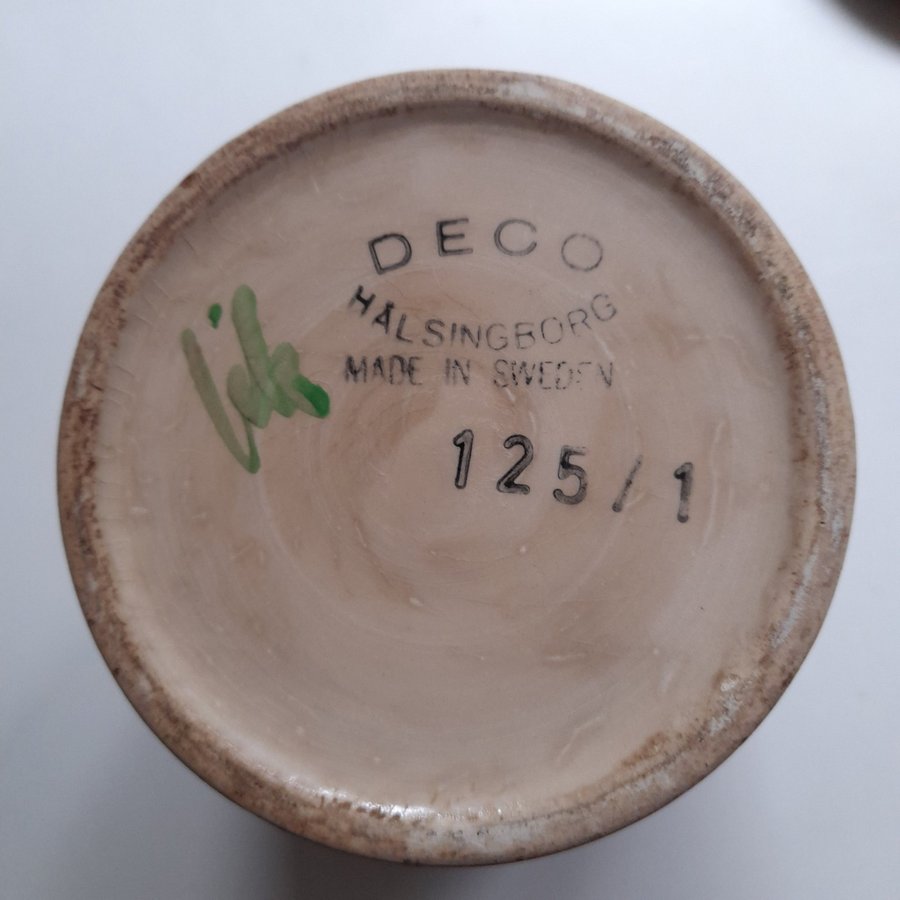 DECO
HÄLSINGBORG
MADE IN SWEDEN
125/1